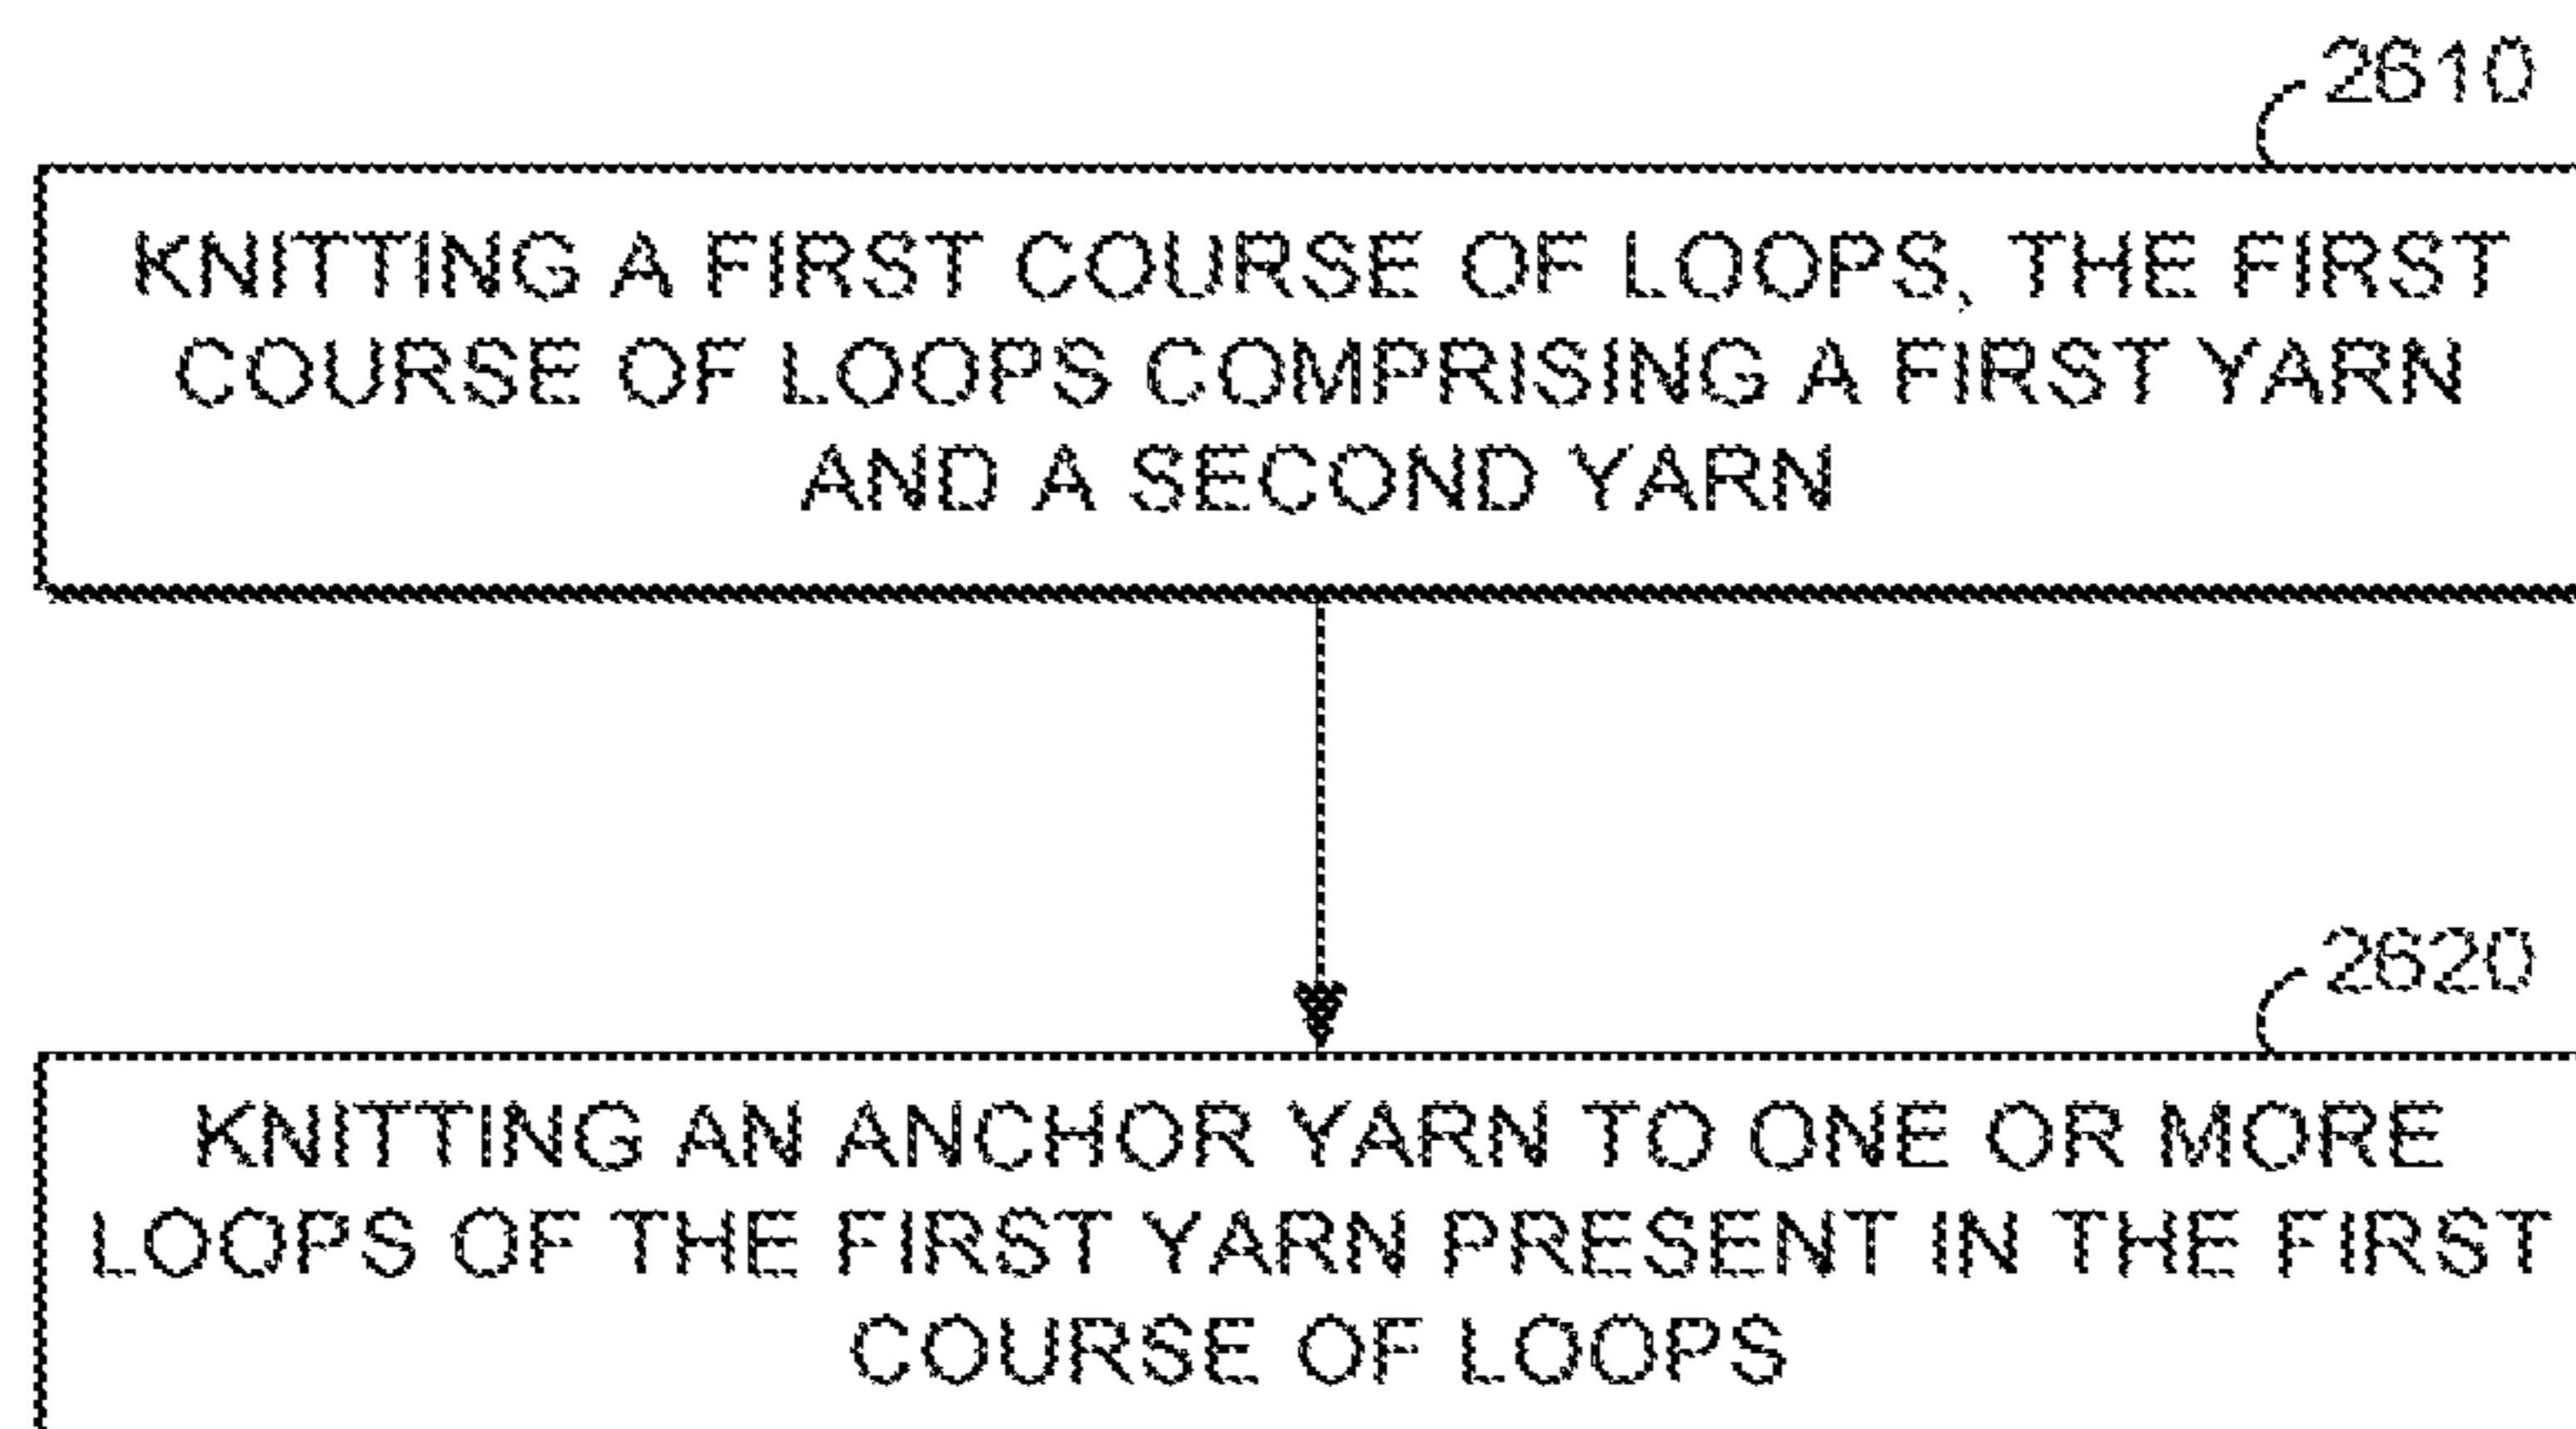 2610
KNITTING A FIRST COURSE OF LOOPS, THE FIRST
COURSE OF LOOPS COMPRISING A FIRST YARN
AND A SECOND YARN
2620
KNITTING AN ANCHOR YARN TO ONE OR MORE
LOOPS OF THE FIRST YARN PRESENT IN THE FIRST
COURSE OF LOOPS